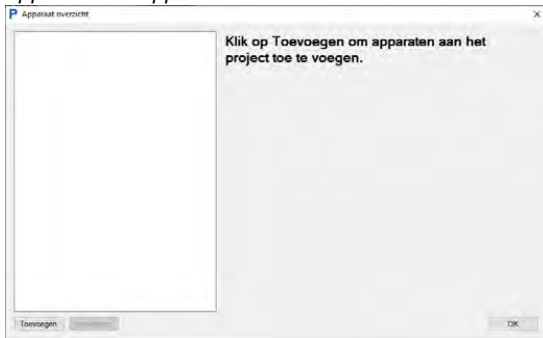 Apparaat overzicht
Klik op Toevoegen om apparaten aan het
project toe te voegen.
Toevoegen
OK